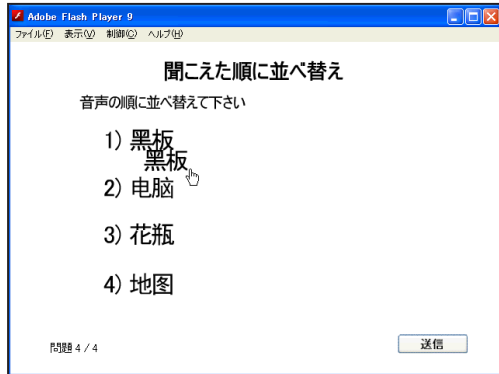 Adobe Flash Player 9
ファイル(F) 表示(V) 制御(C) ヘルプ(H)
聞こえた順に並べ替え
音声の順に並べ替えて下さい
1) 黑板
黑板
2) 电脑
3) 花瓶
4) 地图
問題 4 / 4
送信